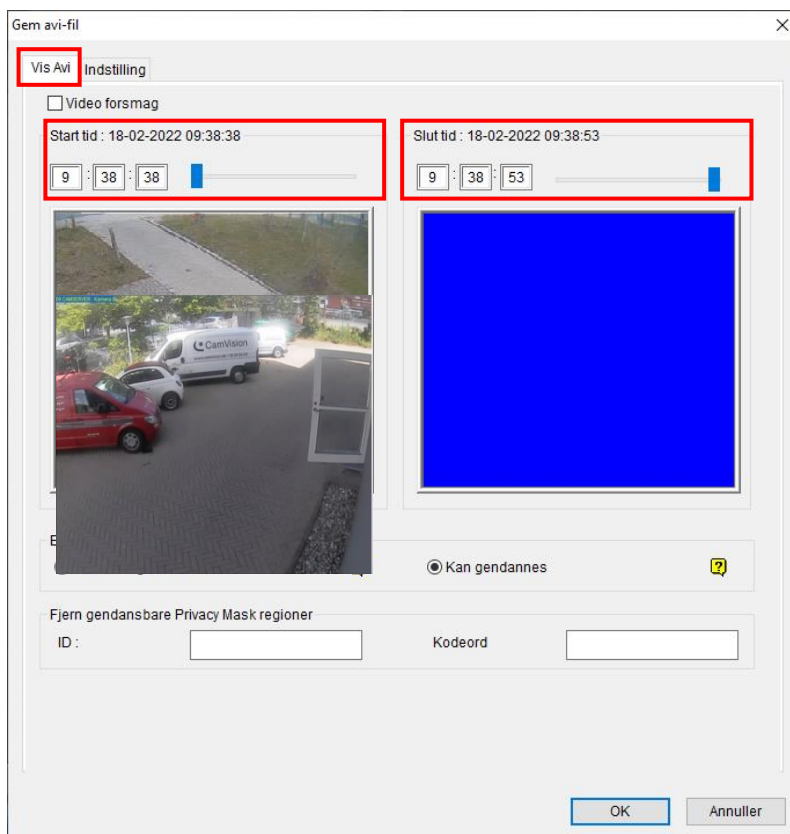 Gem avi-fil
Vis Avi
Indstilling
Video forsmag
Start tid : 18-02-2022 09:38:38
9 : 38 : 38
Slut tid : 18-02-2022 09:38:53
9 : 38 : 53
CamVision
Kan gendannes
Fjern gendansbare Privacy Mask regioner
ID :
Kodeord
OK
Annuller